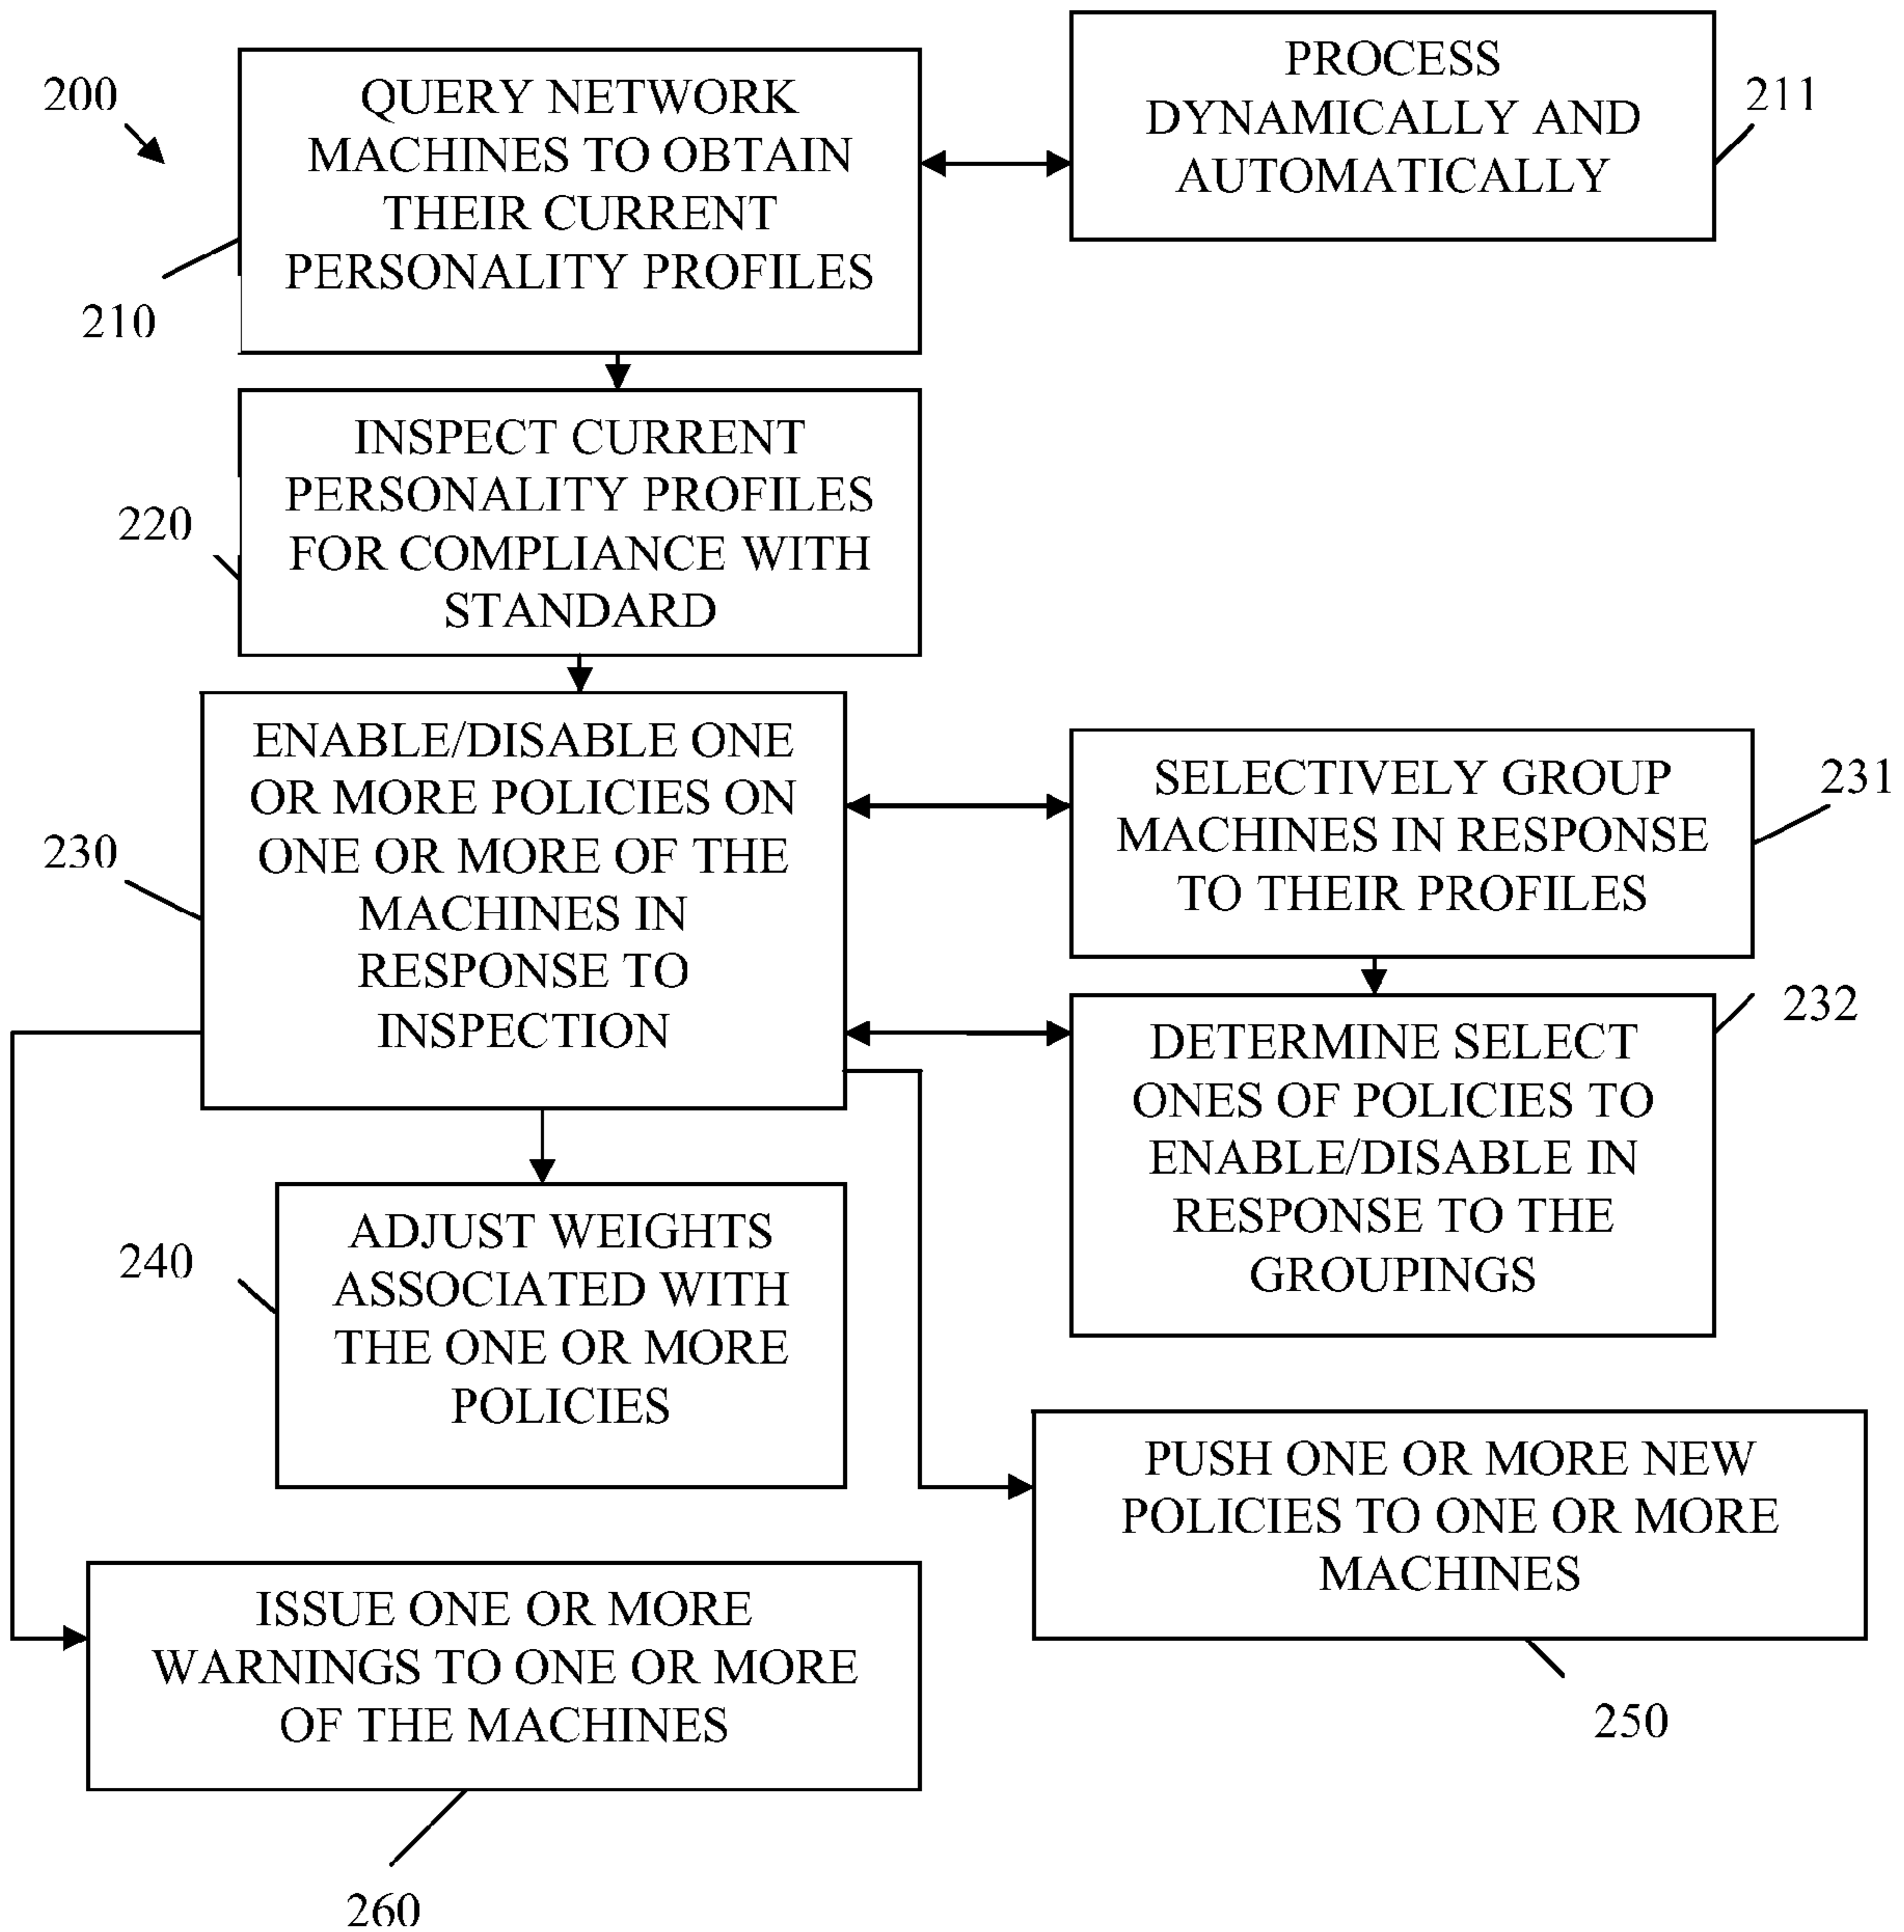 200
QUERY NETWORK
MACHINES TO OBTAIN
THEIR CURRENT
PERSONALITY PROFILES
210
PROCESS
DYNAMICALLY AND
AUTOMATICALLY
211
INSPECT CURRENT
PERSONALITY PROFILES
FOR COMPLIANCE WITH
STANDARD
220
ENABLE/DISABLE ONE
OR MORE POLICIES ON
ONE OR MORE OF THE
MACHINES IN
RESPONSE TO
INSPECTION
230
SELECTIVELY GROUP
MACHINES IN RESPONSE
TO THEIR PROFILES
231
DETERMINE SELECT
ONES OF POLICIES TO
ENABLE/DISABLE IN
RESPONSE TO THE
GROUPINGS
232
ADJUST WEIGHTS
ASSOCIATED WITH
THE ONE OR MORE
POLICIES
240
PUSH ONE OR MORE NEW
POLICIES TO ONE OR MORE
MACHINES
250
ISSUE ONE OR MORE
WARNINGS TO ONE OR MORE
OF THE MACHINES
260